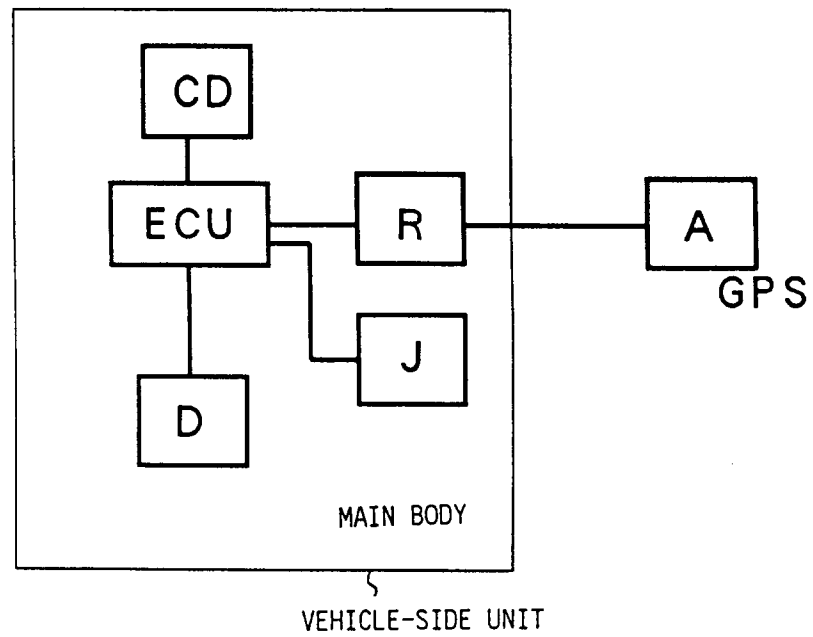 CD
ECU
R
A
GPS
J
D
MAIN BODY
VEHICLE-SIDE UNIT